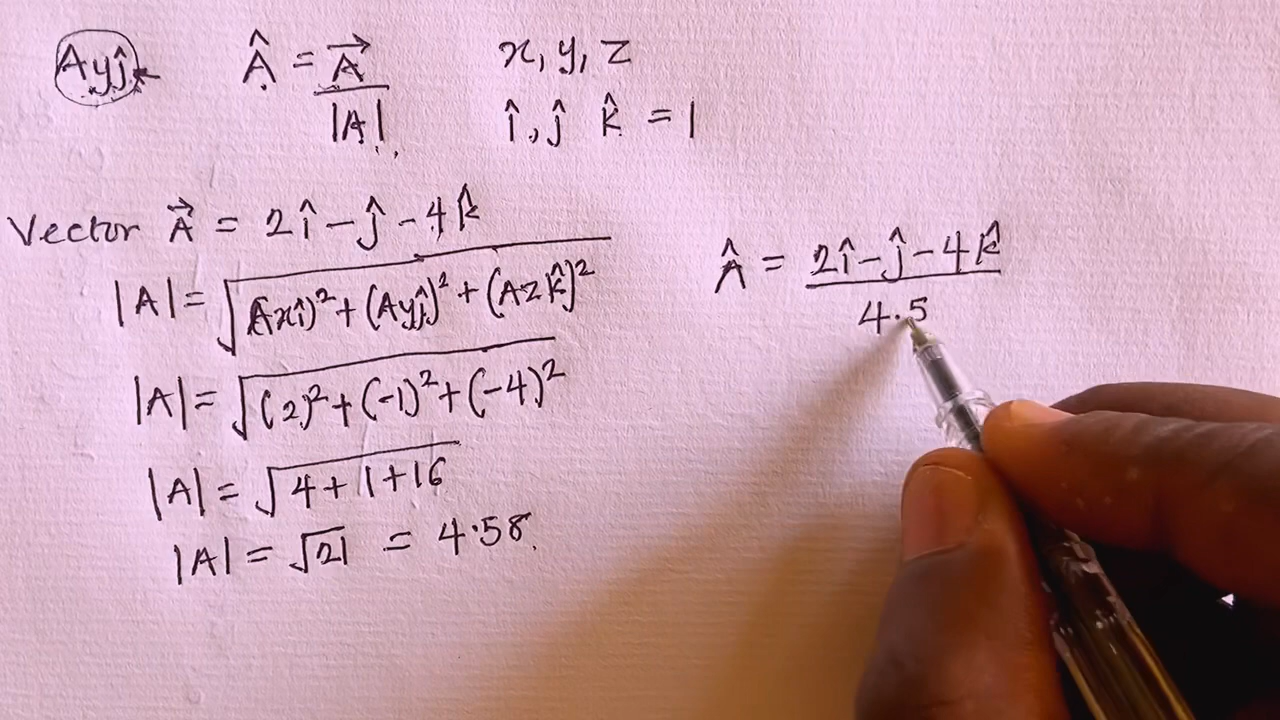 Ayĵ Â = A⃗ / |A| x, y, z
î, ĵ k̂ = 1
Vector A⃗ = 2î - ĵ - 4k̂
|A| = √(Axî)² + (Ayĵ)² + (Azk̂)²
|A| = √(2)² + (-1)² + (-4)²
|A| = √4 + 1 + 16
|A| = √21 = 4.58
Â = 2î - ĵ - 4k̂ / 4.5